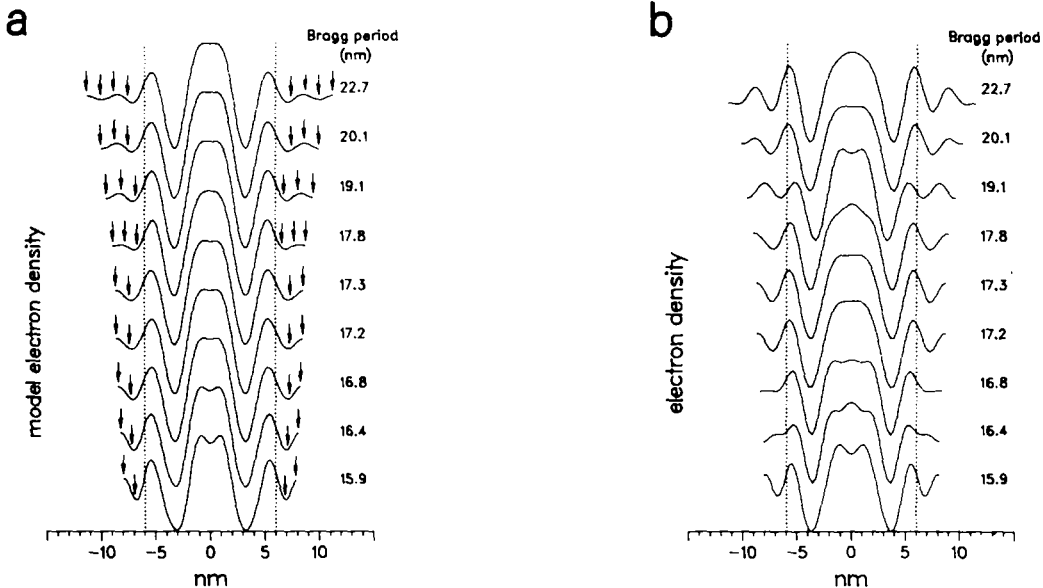 a
Bragg period
(nm)
22.7
20.1
19.1
17.8
17.3
17.2
16.8
16.4
15.9
model electron density
−10 −5 0 5 10
nm
b
Bragg period
(nm)
22.7
20.1
19.1
17.8
17.3
17.2
16.8
16.4
15.9
electron density
−10 −5 0 5 10
nm